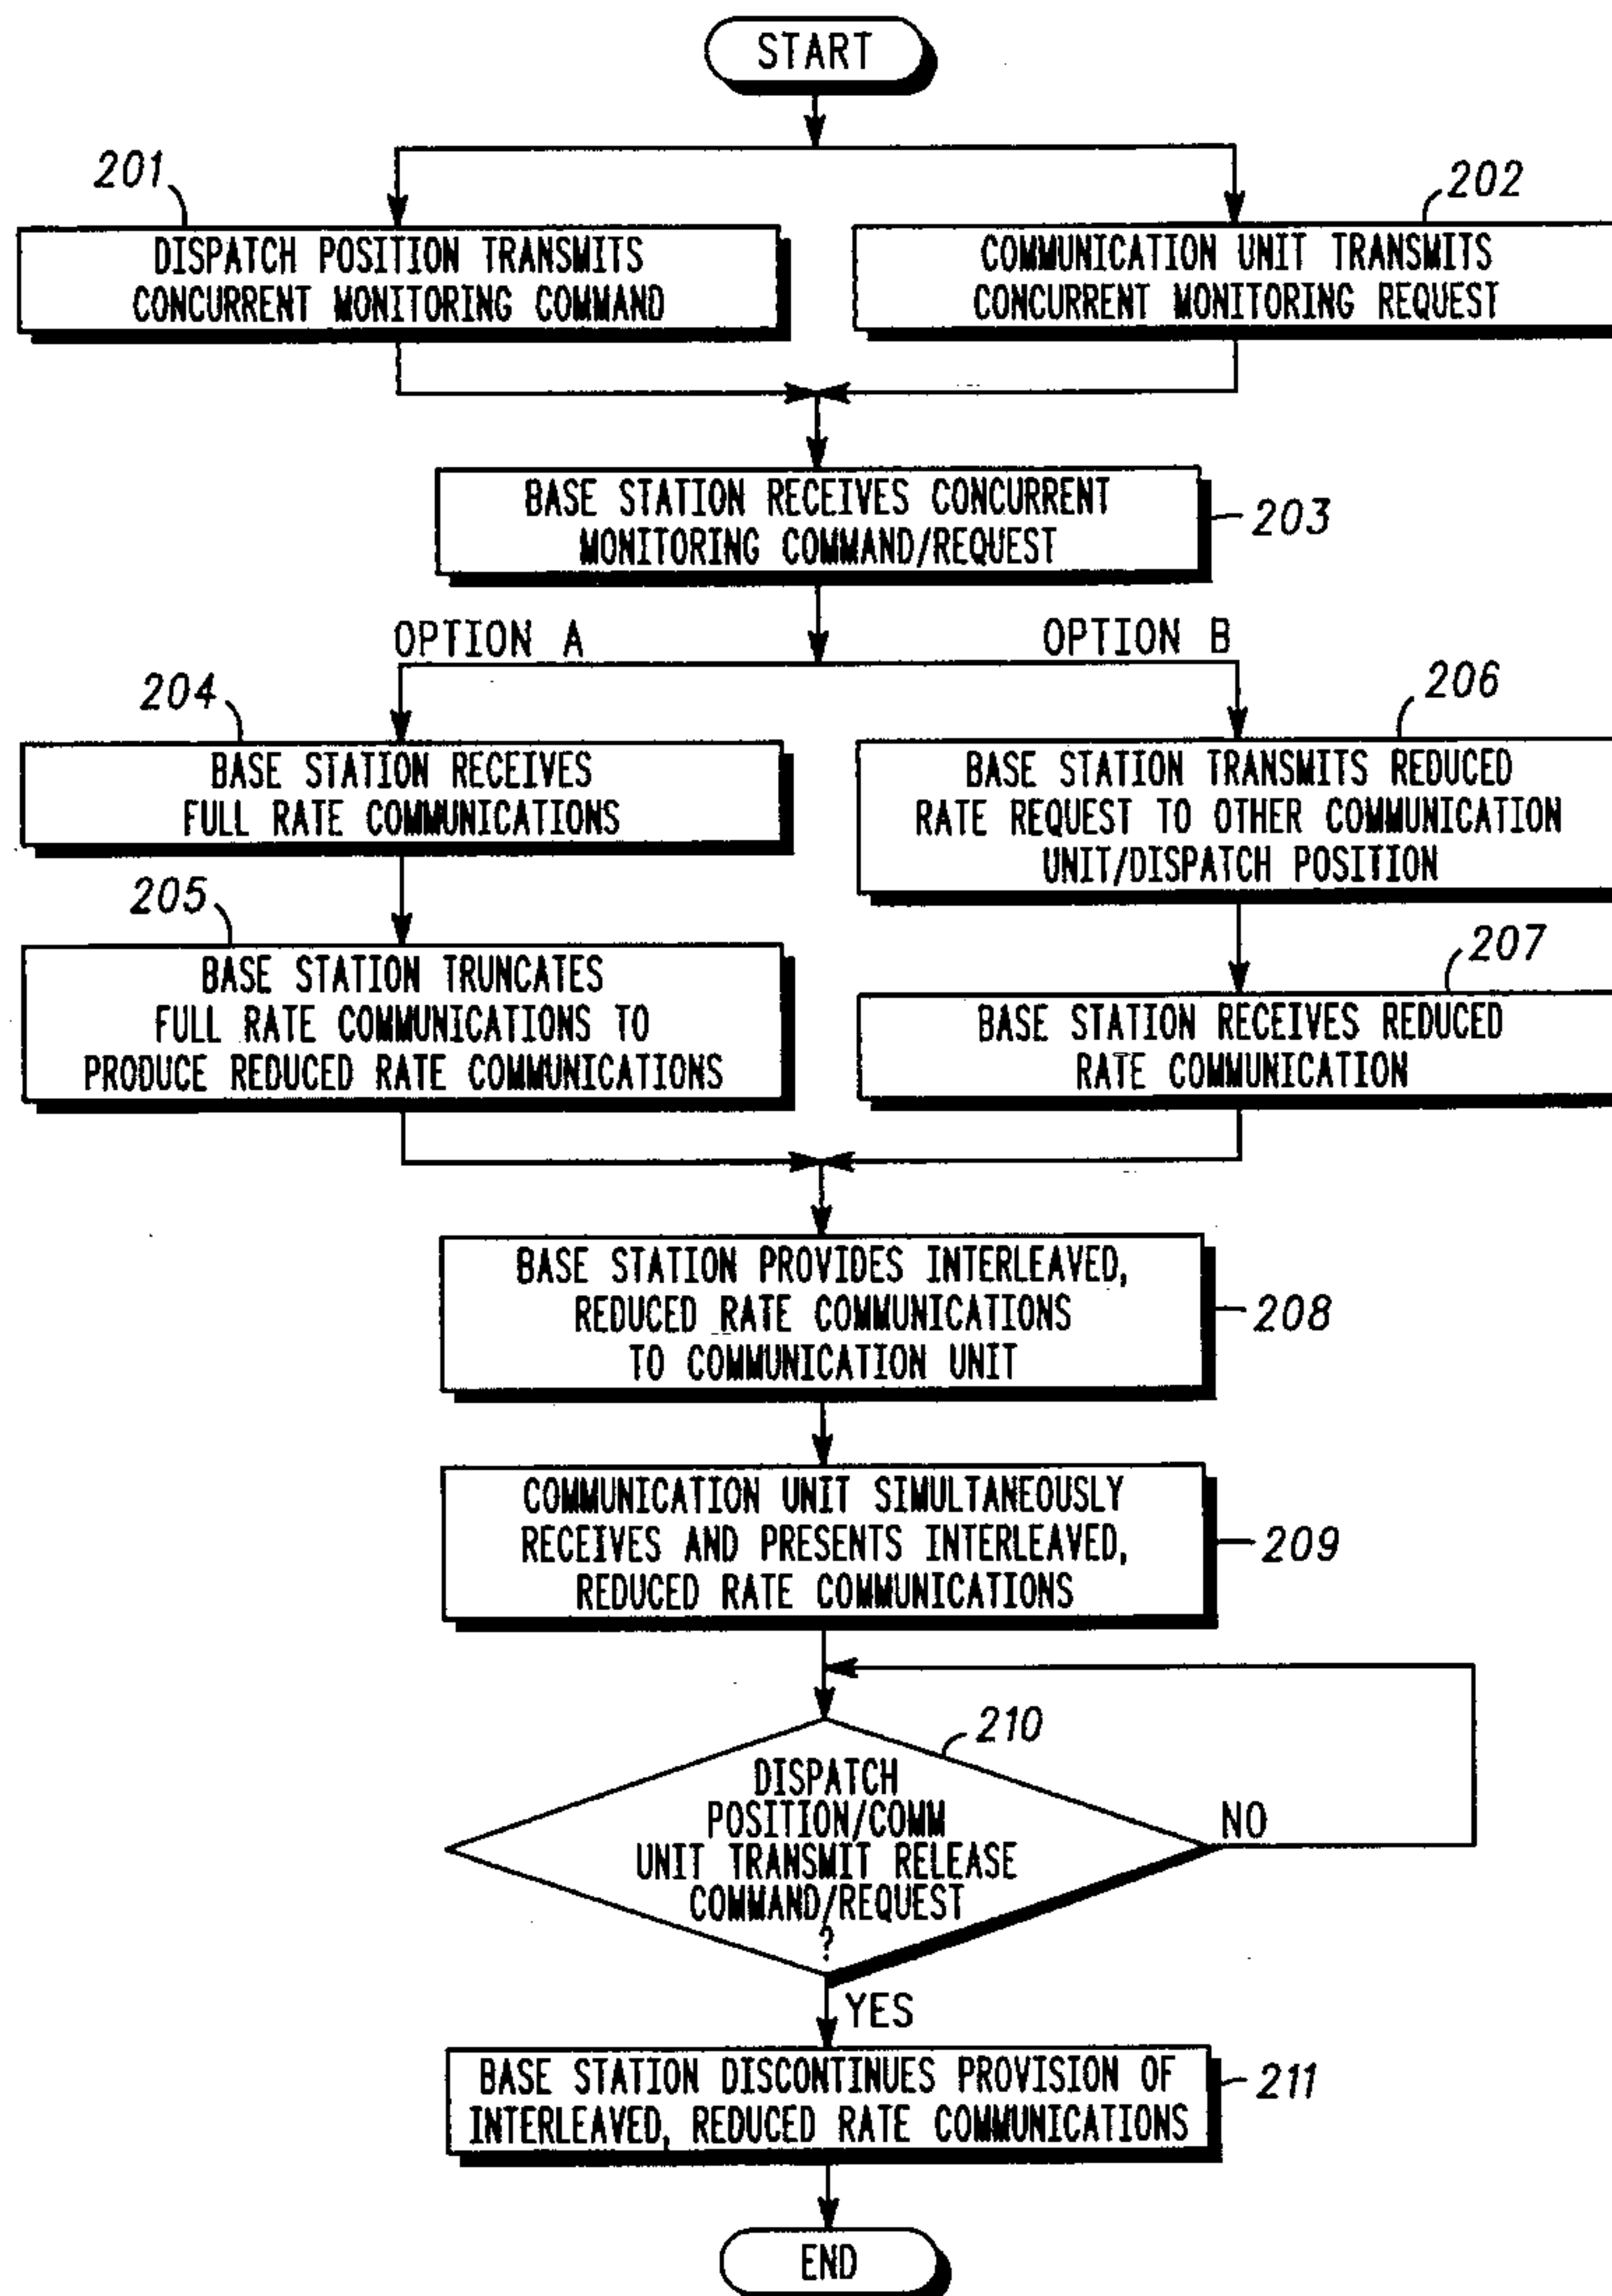 START
201
202
DISPATCH POSITION TRANSMITS
CONCURRENT MONITORING COMMAND
COMMUNICATION UNIT TRANSMITS
CONCURRENT MONITORING REQUEST
BASE STATION RECEIVES CONCURRENT
MONITORING COMMAND/REQUEST
203
OPTION A
OPTION B
204
BASE STATION RECEIVES
FULL RATE COMMUNICATIONS
206
BASE STATION TRANSMITS REDUCED
RATE REQUEST TO OTHER COMMUNICATION
UNIT/DISPATCH POSITION
205
BASE STATION TRUNCATES
FULL RATE COMMUNICATIONS TO
PRODUCE REDUCED RATE COMMUNICATIONS
207
BASE STATION RECEIVES REDUCED
RATE COMMUNICATION
BASE STATION PROVIDES INTERLEAVED,
REDUCED RATE COMMUNICATIONS
TO COMMUNICATION UNIT
208
COMMUNICATION UNIT SIMULTANEOUSLY
RECEIVES AND PRESENTS INTERLEAVED,
REDUCED RATE COMMUNICATIONS
209
210
DISPATCH
POSITION/COMM
UNIT TRANSMIT RELEASE
COMMAND/REQUEST
?
NO
YES
BASE STATION DISCONTINUES PROVISION OF
INTERLEAVED, REDUCED RATE COMMUNICATIONS
211
END